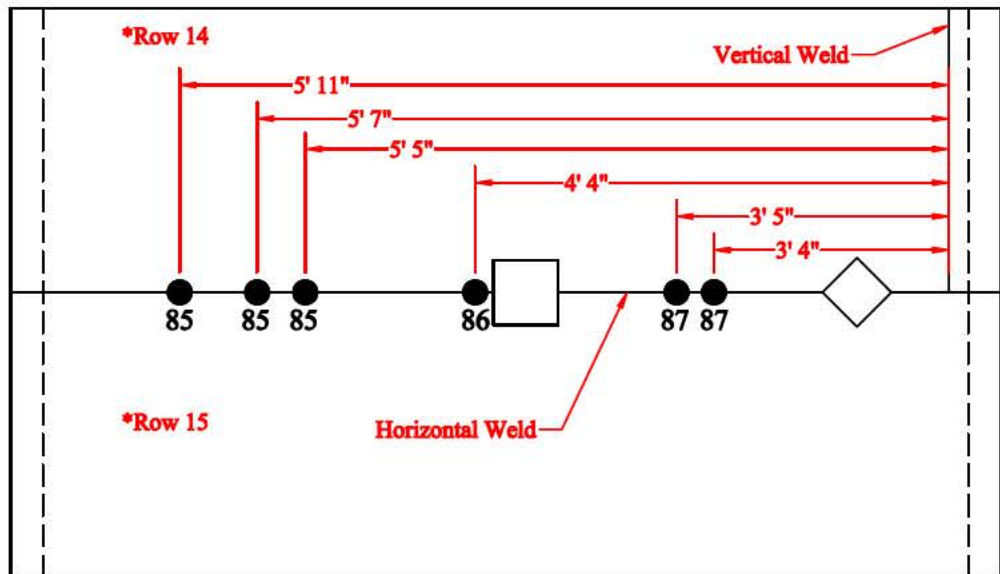 *Row 14
Vertical Weld
5' 11"
5' 7"
5' 5"
4' 4"
3' 5"
3' 4"
85 85 85 86 87 87
*Row 15
Horizontal Weld